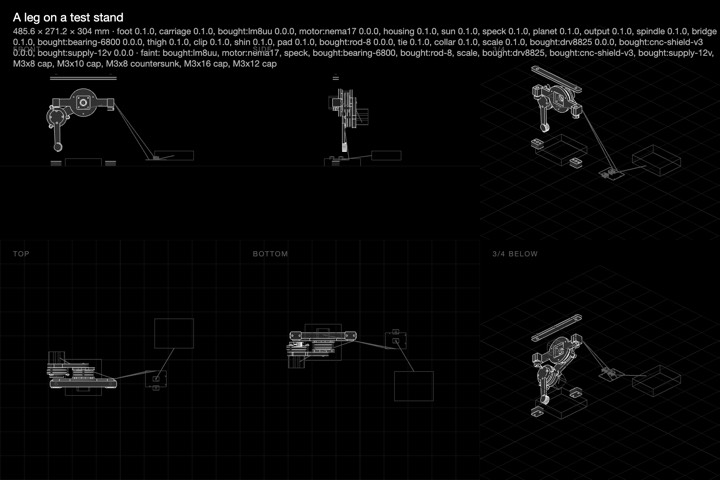 A leg on a test stand
485.6 × 271.2 × 304 mm · foot 0.1.0, carriage 0.1.0, bought:lm8uu 0.0.0, motor:nema17 0.0.0, housing 0.1.0, sun 0.1.0, speck 0.1.0, planet 0.1.0, output 0.1.0, spindle 0.1.0, bridge
0.1.0, bought:bearing-6800 0.0.0, thigh 0.1.0, clip 0.1.0, shin 0.1.0, pad 0.1.0, bought:rod-8 0.0.0, tie 0.1.0, collar 0.1.0, scale 0.1.0, bought:drv8825 0.0.0, bought:cnc-shield-v3
0.0.0, bought:supply-12v 0.0.0 · faint: bought:lm8uu, motor:nema17, speck, bought:bearing-6800, bought:rod-8, scale, bought:drv8825, bought:cnc-shield-v3, bought:supply-12v,
M3x8 cap, M3x10 cap, M3x8 countersunk, M3x16 cap, M3x12 cap
TOP
BOTTOM
3/4 BELOW